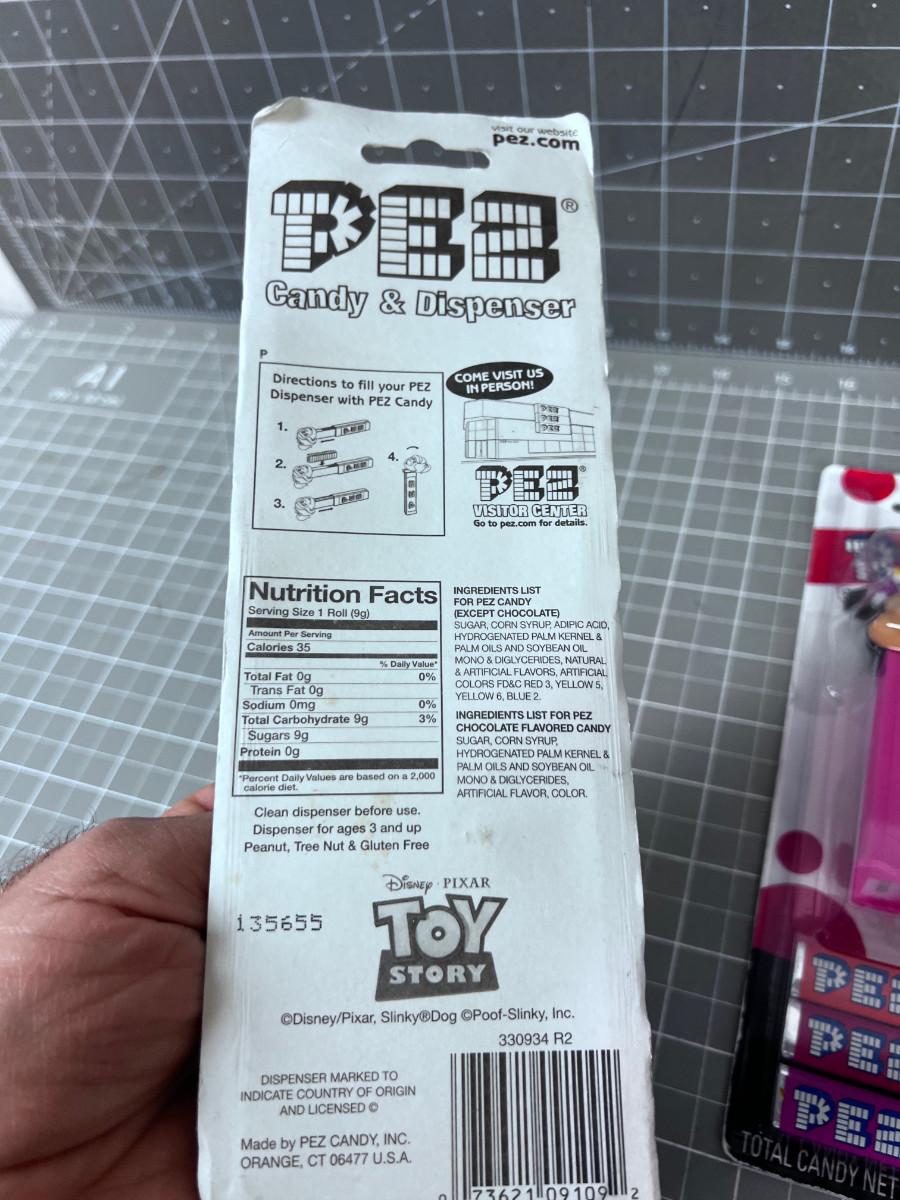 visit our website
pez.com
PEZ®
Candy & Dispenser
P
Directions to fill your PEZ
Dispenser with PEZ Candy
1.
2.
3.
4.
COME VISIT US
IN PERSON!
PEZ
PEZ
PEZ
PEZ®
VISITOR CENTER
Go to pez.com for details.
Nutrition Facts
Serving Size 1 Roll (9g)
Amount Per Serving
Calories 35
% Daily Value*
Total Fat 0g 0%
Trans Fat 0g
Sodium 0mg 0%
Total Carbohydrate 9g 3%
Sugars 9g
Protein 0g
*Percent Daily Values are based on a 2,000
calorie diet.
INGREDIENTS LIST
FOR PEZ CANDY
(EXCEPT CHOCOLATE)
SUGAR, CORN SYRUP, ADIPIC ACID,
HYDROGENATED PALM KERNEL &
PALM OILS AND SOYBEAN OIL
MONO & DIGLYCERIDES, NATURAL
& ARTIFICIAL FLAVORS, ARTIFICIAL
COLORS FD&C RED 3, YELLOW 5,
YELLOW 6, BLUE 2.
INGREDIENTS LIST FOR PEZ
CHOCOLATE FLAVORED CANDY
SUGAR, CORN SYRUP,
HYDROGENATED PALM KERNEL &
PALM OILS AND SOYBEAN OIL
MONO & DIGLYCERIDES,
ARTIFICIAL FLAVOR, COLOR.
Clean dispenser before use.
Dispenser for ages 3 and up
Peanut, Tree Nut & Gluten Free
135655
Disney · PIXAR
TOY
STORY
©Disney/Pixar, Slinky®Dog ©Poof-Slinky, Inc.
330934 R2
DISPENSER MARKED TO
INDICATE COUNTRY OF ORIGIN
AND LICENSED ©
Made by PEZ CANDY, INC.
ORANGE, CT 06477 U.S.A.
0 73621 09109 2
A1
PEZ
PEZ
PEZ
TOTAL CANDY NET